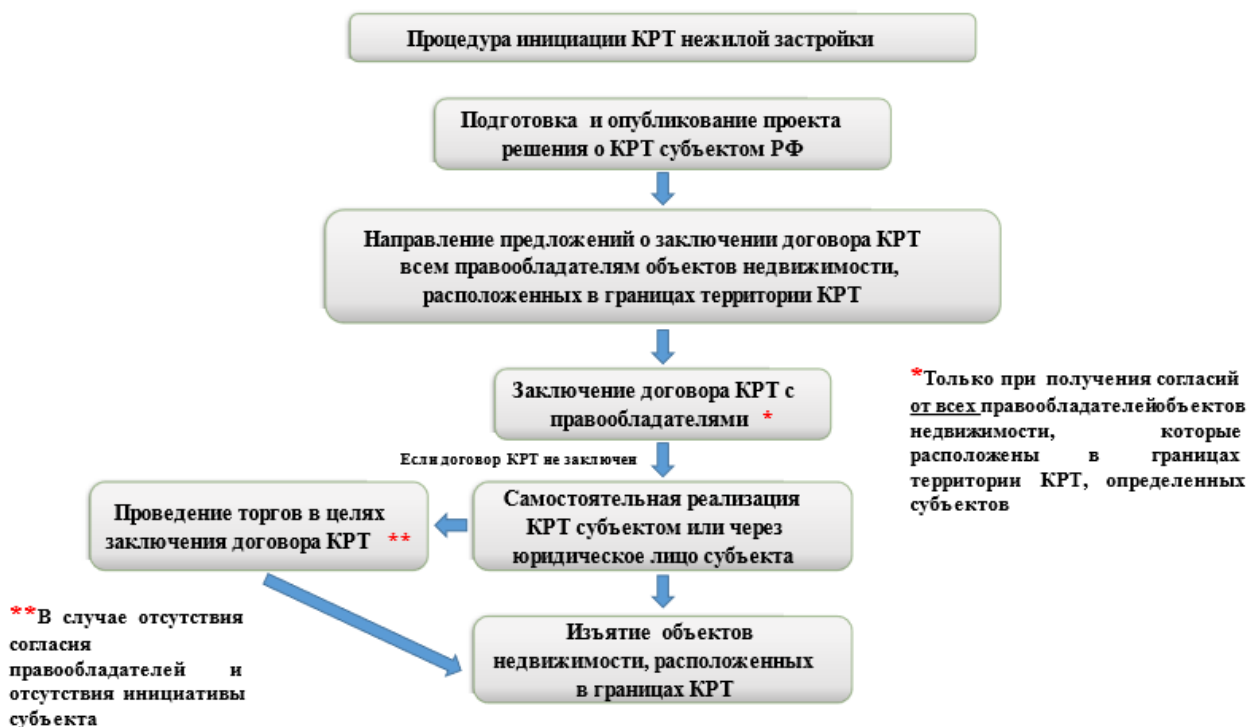 Процедура инициации КРТ нежилой застройки
Подготовка и опубликование проекта
решения о КРТ субъектом РФ
Направление предложений о заключении договора КРТ
всем правообладателям объектов недвижимости,
расположенных в границах территории КРТ
Заключение договора КРТ с
правообладателями *
*Только при получения согласий
от всех правообладателейобъектов
недвижимости, которые
расположены в границах
территории КРТ, определенных
субъектов
Если договор КРТ не заключен
Самостоятельная реализация
КРТ субъектом или через
юридическое лицо субъекта
Проведение торгов в целях
заключения договора КРТ **
**В случае отсутствия
согласия
правообладателей и
отсутствия инициативы
субъекта
Изъятие объектов
недвижимости, расположенных
в границах КРТ